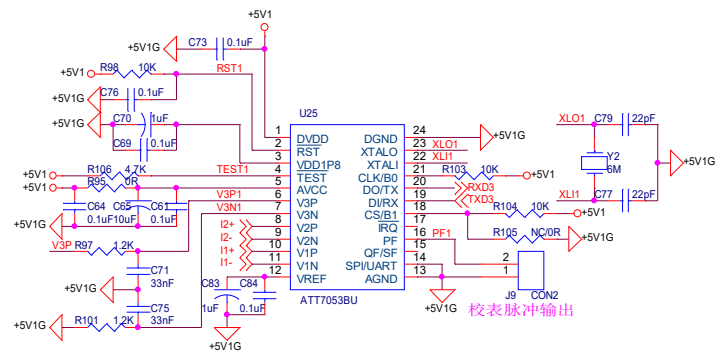 +5V1
+5V1G C73 0.1uF
+5V1 R98 10K RST1
C76 0.1uF
+5V1G
+5V1G C70 1uF
C69 0.1uF
R106 4.7K TEST1
+5V1
+5V1 R95 0R
C64 C65 C61
0.1uF 10uF 0.1uF
+5V1G
V3P1
V3N1
V3P R97 1.2K
I2+
I2-
I1+
I1-
C71
33nF
+5V1G
C75
33nF
R101 1.2K
+5V1G
C83 C84
1uF 0.1uF
+5V1G
U25
1 DVDD DGND 24
2 RST XTALO 23
3 VDD1P8 XTALI 22
4 TEST CLK/B0 21
5 AVCC DO/TX 20
6 V3P DI/RX 19
7 V3N CS/B1 18
8 V2P IRQ 17
9 V2N PF 16
10 V1P QF/SF 15
11 V1N SPI/UART 14
12 VREF AGND 13
ATT7053BU
+5V1G
XLO1
XLI1
R103 10K +5V1
RXD3
TXD3
R104 10K
+5V1
R105 NC/0R
+5V1G
PF1
2
1
J9 CON2
校表脉冲输出
+5V1G
XLO1 C79 22pF
Y2
6M
+5V1G
XLI1 C77 22pF